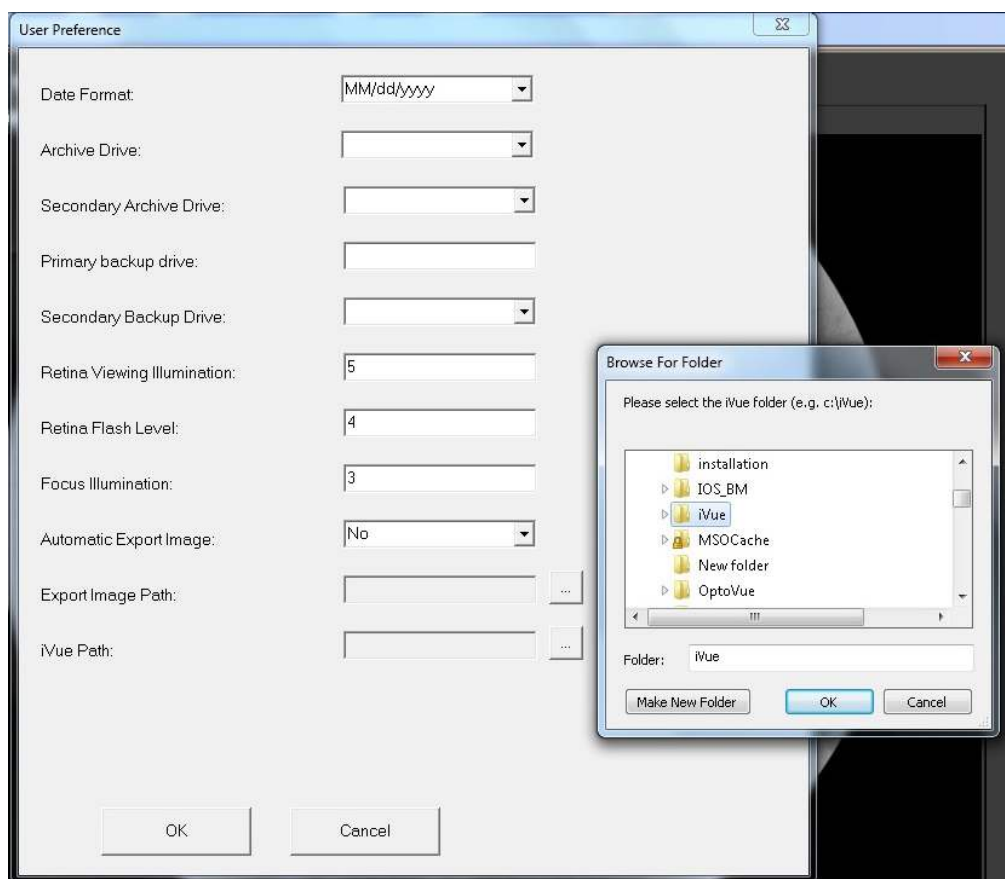 User Preference
Date Format: MM/dd/yyyy
Archive Drive:
Secondary Archive Drive:
Primary backup drive:
Secondary Backup Drive:
Retina Viewing Illumination: 5
Retina Flash Level: 4
Focus Illumination: 3
Automatic Export Image: No
Export Image Path: ...
iVue Path: ...
OK Cancel
Browse For Folder
Please select the iVue folder (e.g. c:\iVue):
installation
IOS_BM
iVue
MSOCache
New folder
OptoVue
Folder: iVue
Make New Folder OK Cancel